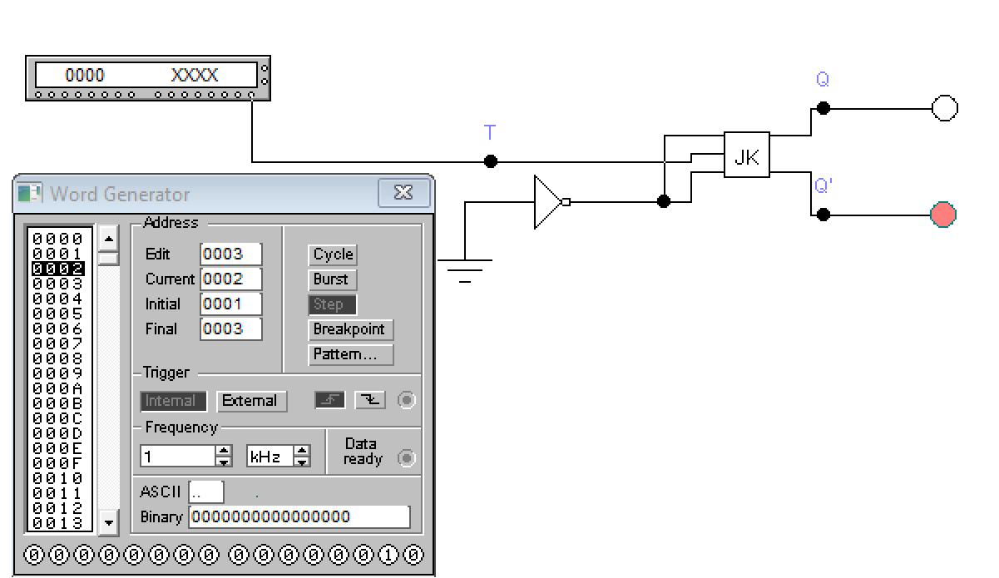 0000 XXXX
Q
T
JK
Q'
Word Generator
0000
0001
0002
0003
0004
0005
0006
0007
0008
0009
000A
000B
000C
000D
000E
000F
0010
0011
0012
0013
Address
Edit 0003
Current 0002
Initial 0001
Final 0003
Cycle
Burst
Step
Breakpoint
Pattern...
Trigger
Internal External
Frequency
1 kHz
Data
ready
ASCII .. .
Binary 0000000000000000
0 0 0 0 0 0 0 0 0 0 0 0 0 0 1 0